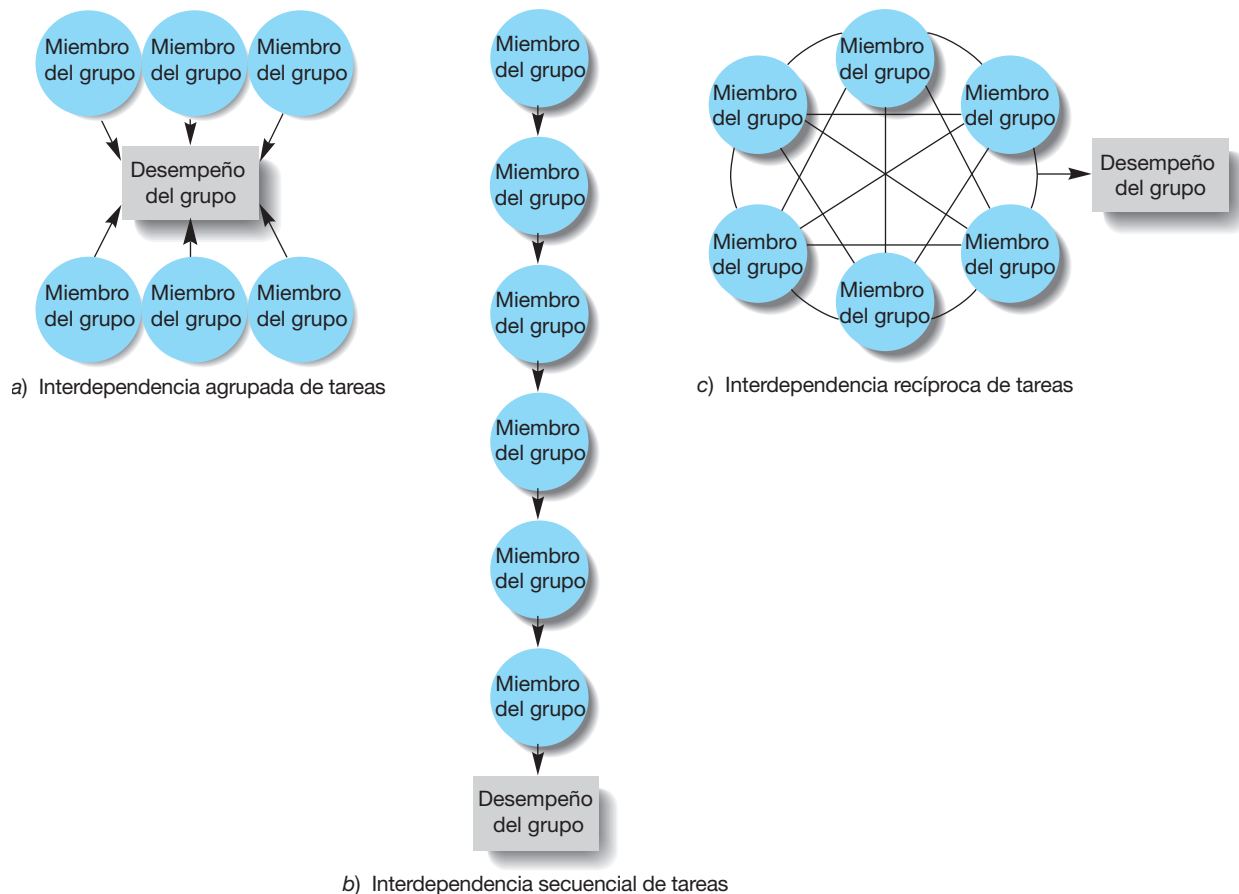 Miembro
del grupo
Miembro
del grupo
Miembro
del grupo
Desempeño
del grupo
Miembro
del grupo
Miembro
del grupo
Miembro
del grupo
a) Interdependencia agrupada de tareas
Miembro
del grupo
Miembro
del grupo
Miembro
del grupo
Miembro
del grupo
Miembro
del grupo
Miembro
del grupo
Desempeño
del grupo
b) Interdependencia secuencial de tareas
Miembro
del grupo
Miembro
del grupo
Miembro
del grupo
Miembro
del grupo
Miembro
del grupo
Miembro
del grupo
Desempeño
del grupo
c) Interdependencia recíproca de tareas